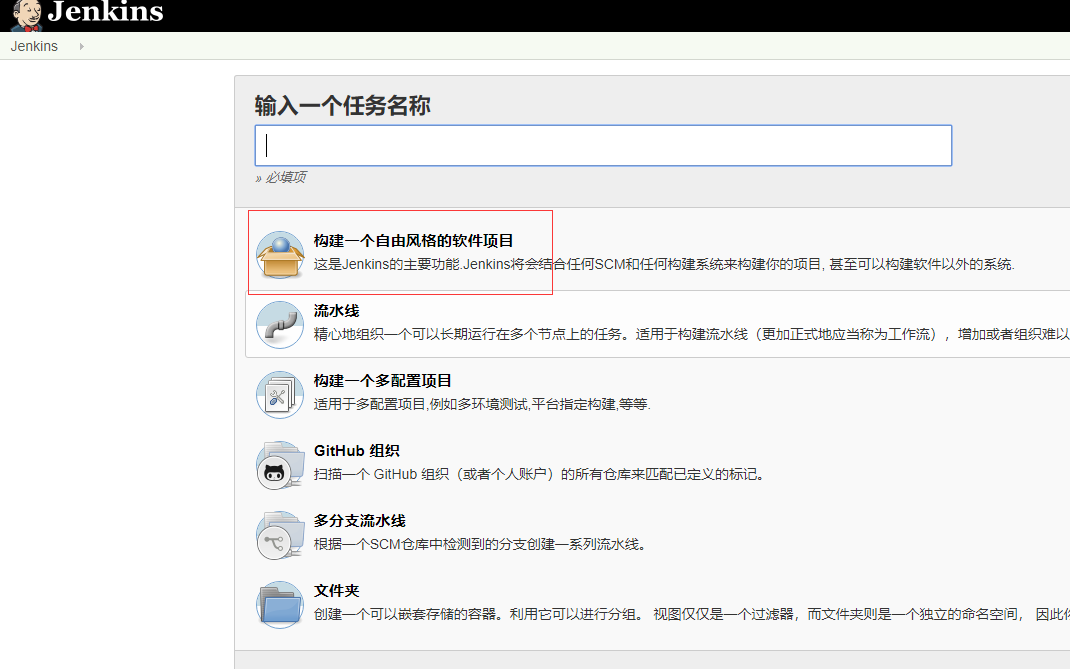 Jenkins
Jenkins
输入一个任务名称
» 必填项
构建一个自由风格的软件项目
这是Jenkins的主要功能.Jenkins将会结合任何SCM和任何构建系统来构建你的项目, 甚至可以构建软件以外的系统.
流水线
精心地组织一个可以长期运行在多个节点上的任务。适用于构建流水线（更加正式地应当称为工作流），增加或者组织难以
构建一个多配置项目
适用于多配置项目,例如多环境测试,平台指定构建,等等.
GitHub 组织
扫描一个 GitHub 组织（或者个人账户）的所有仓库来匹配已定义的标记。
多分支流水线
根据一个SCM仓库中检测到的分支创建一系列流水线。
文件夹
创建一个可以嵌套存储的容器。利用它可以进行分组。 视图仅仅是一个过滤器，而文件夹则是一个独立的命名空间， 因此